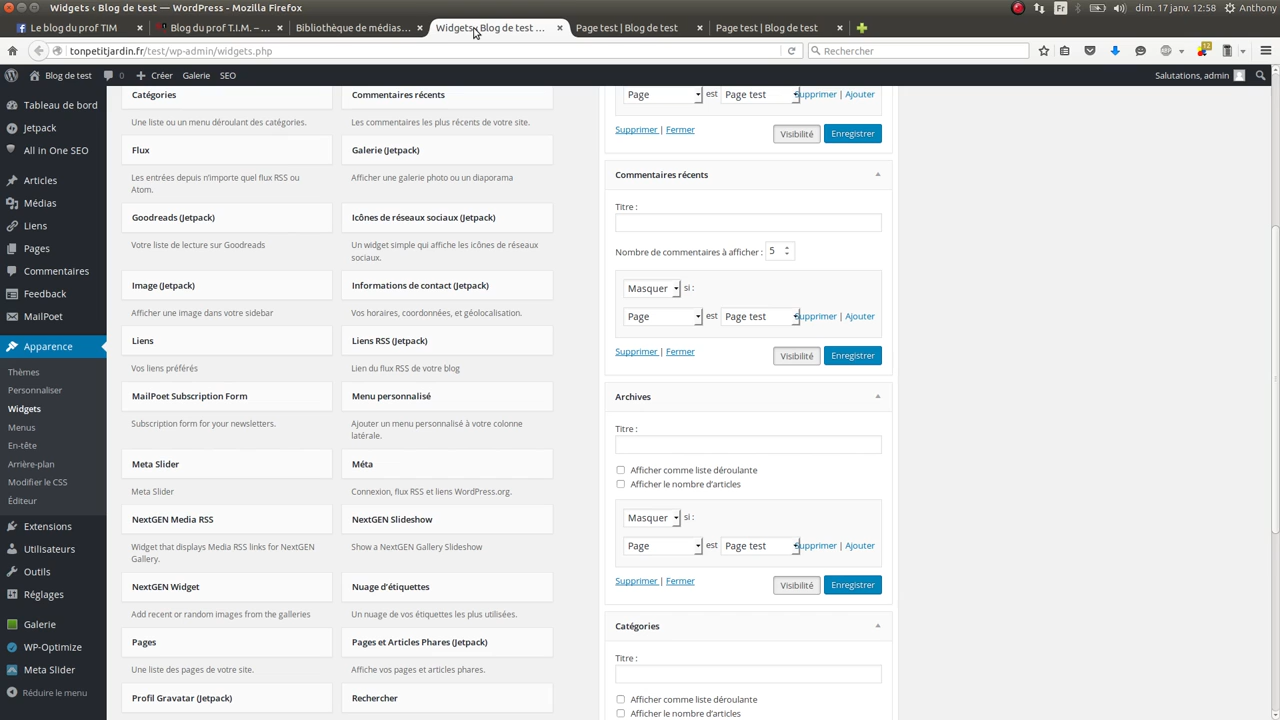 Widgets ‹ Blog de test — WordPress - Mozilla Firefox
Fr
dim. 17 janv. 12:58
Anthony
Le blog du prof TIM
Blog du prof T.I.M. – ...
Bibliothèque de médias...
Widgets ‹ Blog de test ...
Page test | Blog de test
Page test | Blog de test
tonpetitjardin.fr/test/wp-admin/widgets.php
Rechercher
Blog de test
0
Créer
Galerie
SEO
Salutations, admin
Tableau de bord
Jetpack
All In One SEO
Articles
Médias
Liens
Pages
Commentaires
Feedback
MailPoet
Apparence
Thèmes
Personnaliser
Widgets
Menus
En-tête
Arrière-plan
Modifier le CSS
Éditeur
Extensions
Utilisateurs
Outils
Réglages
Galerie
WP-Optimize
Meta Slider
Réduire le menu
Catégories
Une liste ou un menu déroulant des catégories.
Flux
Les entrées depuis n’importe quel flux RSS ou
Atom.
Goodreads (Jetpack)
Votre liste de lecture sur Goodreads
Image (Jetpack)
Afficher une image dans votre sidebar
Liens
Vos liens préférés
MailPoet Subscription Form
Subscription form for your newsletters.
Meta Slider
Meta Slider
NextGEN Media RSS
Widget that displays Media RSS links for NextGEN
Gallery.
NextGEN Widget
Add recent or random images from the galleries
Pages
Une liste des pages de votre site.
Profil Gravatar (Jetpack)
Commentaires récents
Les commentaires les plus récents de votre site.
Galerie (Jetpack)
Afficher une galerie photo ou un diaporama
Icônes de réseaux sociaux (Jetpack)
Un widget simple qui affiche les icônes de réseaux
sociaux.
Informations de contact (Jetpack)
Vos horaires, coordonnées, et géolocalisation.
Liens RSS (Jetpack)
Lien du flux RSS de votre blog
Menu personnalisé
Ajouter un menu personnalisé à votre colonne
latérale.
Méta
Connexion, flux RSS et liens WordPress.org.
NextGEN Slideshow
Show a NextGEN Gallery Slideshow
Nuage d’étiquettes
Un nuage de vos étiquettes les plus utilisées.
Pages et Articles Phares (Jetpack)
Affiche vos pages et articles phares.
Rechercher
Page est Page test Supprimer | Ajouter
Supprimer | Fermer Visibilité Enregistrer
Commentaires récents
Titre :
Nombre de commentaires à afficher : 5
Masquer si :
Page est Page test Supprimer | Ajouter
Supprimer | Fermer Visibilité Enregistrer
Archives
Titre :
Afficher comme liste déroulante
Afficher le nombre d’articles
Masquer si :
Page est Page test Supprimer | Ajouter
Supprimer | Fermer Visibilité Enregistrer
Catégories
Titre :
Afficher comme liste déroulante
Afficher le nombre d’articles